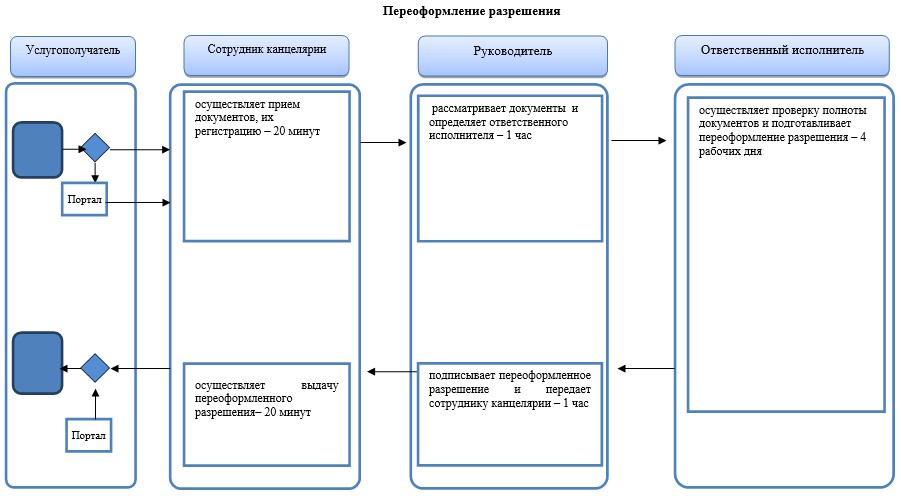 Переоформление разрешения
Услугополучатель
Сотрудник канцелярии
Руководитель
Ответственный исполнитель
осуществляет прием
документов, их
регистрацию – 20 минут
рассматривает документы и
определяет ответственного
исполнителя – 1 час
осуществляет проверку полноты
документов и подготавливает
переоформление разрешения – 4
рабочих дня
Портал
осуществляет выдачу
переоформленного
разрешения– 20 минут
подписывает переоформленное
разрешение и передает
сотруднику канцелярии – 1 час
Портал